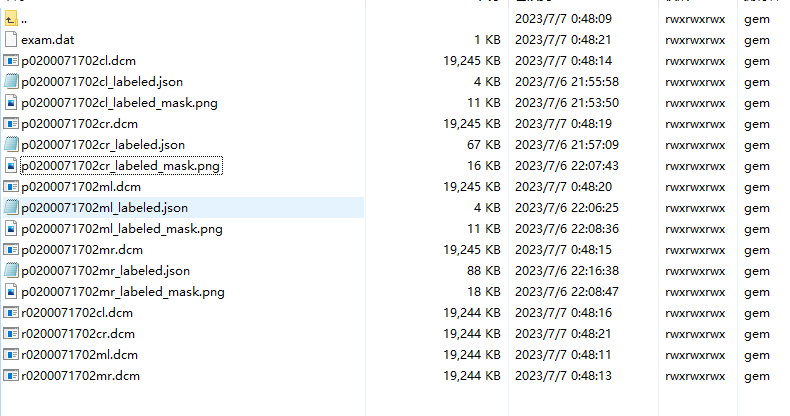 .. 2023/7/7 0:48:09 rwxrwxrwx gem
exam.dat 1 KB 2023/7/7 0:48:21 rwxrwxrwx gem
p0200071702cl.dcm 19,245 KB 2023/7/7 0:48:14 rwxrwxrwx gem
p0200071702cl_labeled.json 4 KB 2023/7/6 21:55:58 rwxrwxrwx gem
p0200071702cl_labeled_mask.png 11 KB 2023/7/6 21:53:50 rwxrwxrwx gem
p0200071702cr.dcm 19,245 KB 2023/7/7 0:48:19 rwxrwxrwx gem
p0200071702cr_labeled.json 67 KB 2023/7/6 21:57:09 rwxrwxrwx gem
p0200071702cr_labeled_mask.png 16 KB 2023/7/6 22:07:43 rwxrwxrwx gem
p0200071702ml.dcm 19,245 KB 2023/7/7 0:48:20 rwxrwxrwx gem
p0200071702ml_labeled.json 4 KB 2023/7/6 22:06:25 rwxrwxrwx gem
p0200071702ml_labeled_mask.png 11 KB 2023/7/6 22:08:36 rwxrwxrwx gem
p0200071702mr.dcm 19,245 KB 2023/7/7 0:48:15 rwxrwxrwx gem
p0200071702mr_labeled.json 88 KB 2023/7/6 22:16:38 rwxrwxrwx gem
p0200071702mr_labeled_mask.png 18 KB 2023/7/6 22:08:47 rwxrwxrwx gem
r0200071702cl.dcm 19,244 KB 2023/7/7 0:48:16 rwxrwxrwx gem
r0200071702cr.dcm 19,244 KB 2023/7/7 0:48:21 rwxrwxrwx gem
r0200071702ml.dcm 19,244 KB 2023/7/7 0:48:11 rwxrwxrwx gem
r0200071702mr.dcm 19,244 KB 2023/7/7 0:48:13 rwxrwxrwx gem